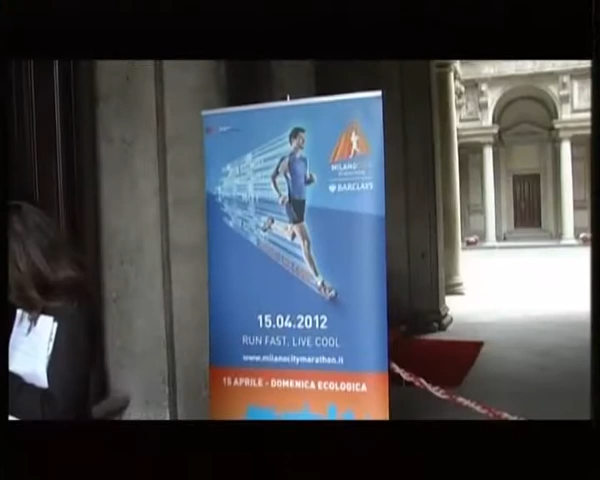 MILANO
BARCLAYS
15.04.2012
RUN FAST, LIVE COOL
www.milanocitymarathon.it
15 APRILE - DOMENICA ECOLOGICA